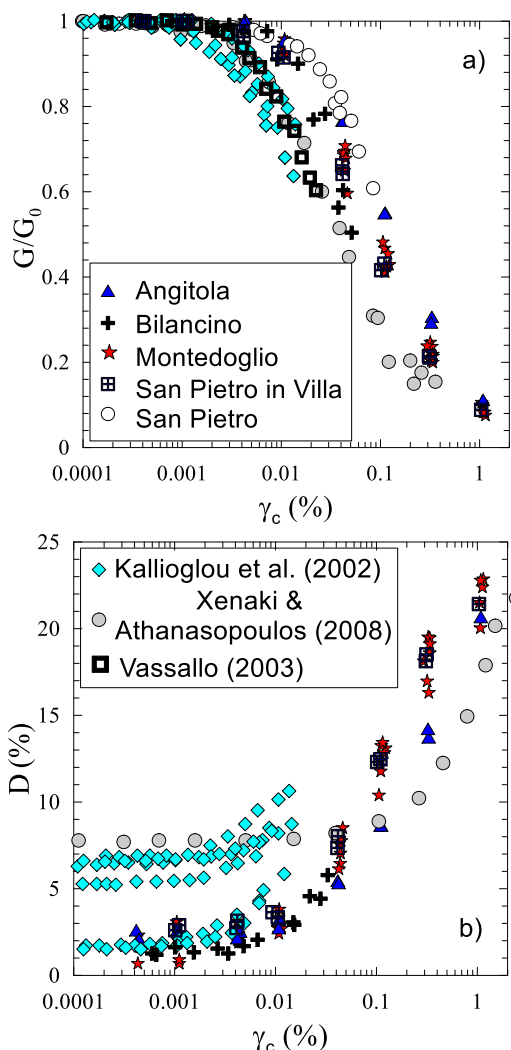 1
0.8
0.6
0.4
0.2
0
G/G0
a)
Angitola
Bilancino
Montedoglio
San Pietro in Villa
San Pietro
0.0001 0.001 0.01 0.1 1
γc (%)
25
20
15
10
5
0
D (%)
Kallioglou et al. (2002)
Xenaki &
Athanasopoulos (2008)
Vassallo (2003)
b)
0.0001 0.001 0.01 0.1 1
γc (%)